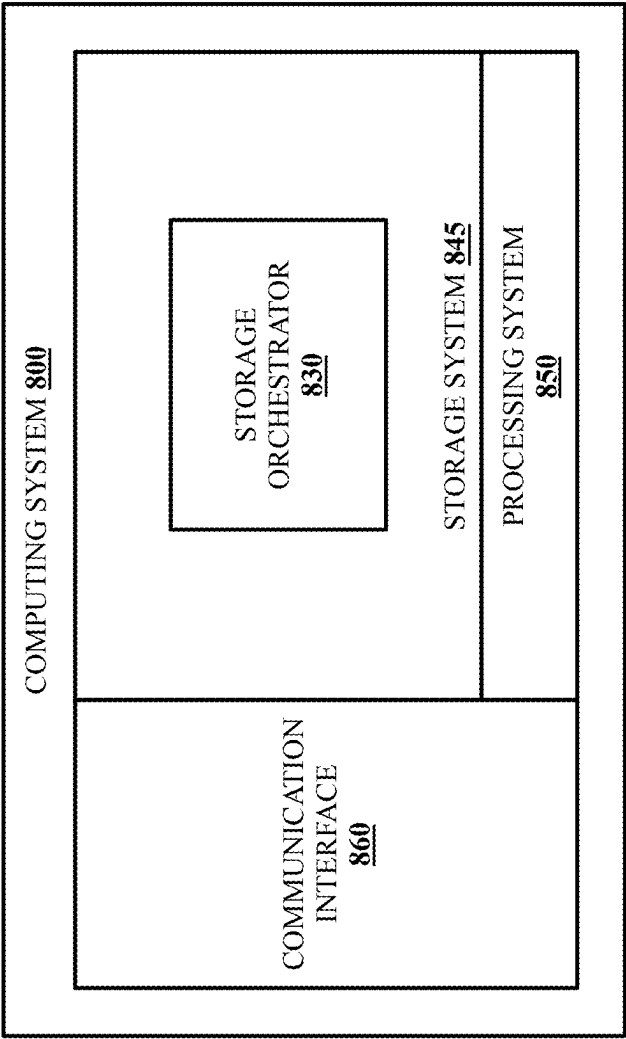 COMPUTING SYSTEM 800
COMMUNICATION
INTERFACE
860
STORAGE
ORCHESTRATOR
830
STORAGE SYSTEM 845
PROCESSING SYSTEM
850